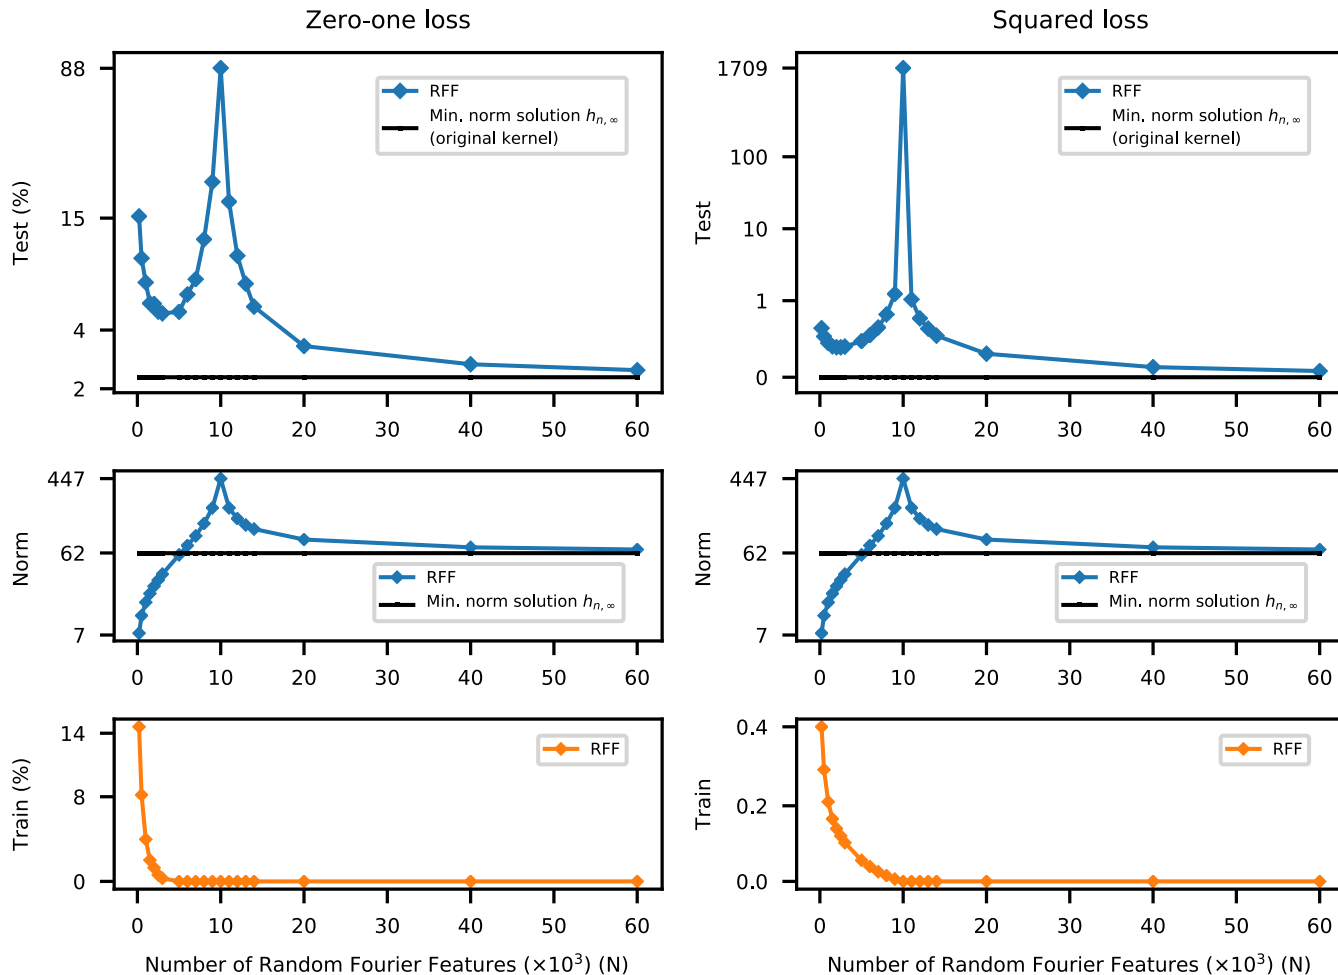 Zero-one loss
88
15
4
2
Test (%)
RFF
Min. norm solution h_{n,∞}
(original kernel)
0 10 20 30 40 50 60
447
62
7
Norm
RFF
Min. norm solution h_{n,∞}
0 10 20 30 40 50 60
14
8
0
Train (%)
RFF
0 10 20 30 40 50 60
Number of Random Fourier Features (×10³) (N)
Squared loss
1709
100
10
1
0
Test
RFF
Min. norm solution h_{n,∞}
(original kernel)
0 10 20 30 40 50 60
447
62
7
Norm
RFF
Min. norm solution h_{n,∞}
0 10 20 30 40 50 60
0.4
0.2
0.0
Train
RFF
0 10 20 30 40 50 60
Number of Random Fourier Features (×10³) (N)